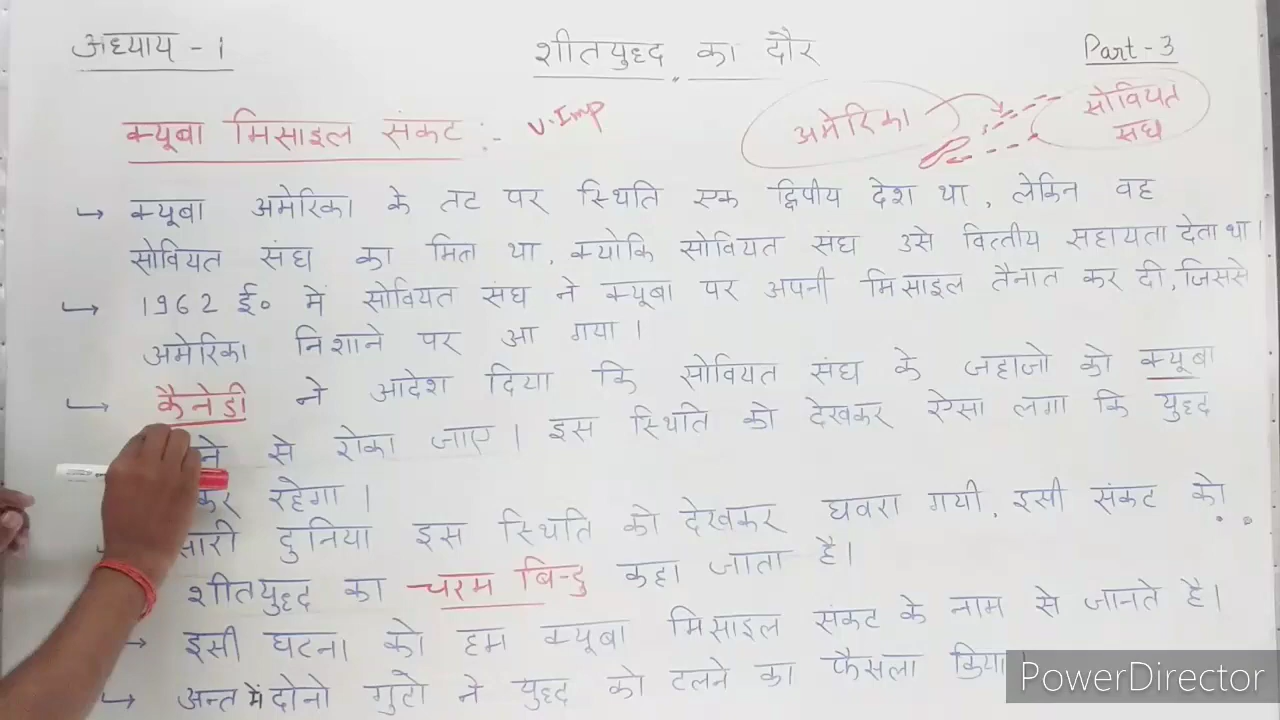 अध्याय - 1
शीतयुद्द का दौर
Part - 3
क्यूबा मिसाइल संकट :-
V. Imp
अमेरिका
सोवियत
संघ
→ क्यूबा अमेरिका के तट पर स्थिति एक द्विपीय देश था, लेकिन वह
सोवियत संघ का मित्र था, क्योकि सोवियत संघ उसे वित्तीय सहायता देता था।
→ 1962 ई० में सोवियत संघ ने क्यूबा पर अपनी मिसाइल तैनात कर दी, जिससे
अमेरिका निशाने पर आ गया।
→ कैनेडी ने आदेश दिया कि सोवियत संघ के जहाजो को क्यूबा
से रोका जाए। इस स्थिति को देखकर ऐसा लगा कि युद्द
रहेगा।
सारी दुनिया इस स्थिति को देखकर घवरा गयी, इसी संकट को
शीतयुद्द का चरम बिन्दु कहा जाता है।
→ इसी घटना को हम क्यूबा मिसाइल संकट के नाम से जानते है।
→ अन्त में दोनो गुटो ने युद्द को टलने का फैसला किया
PowerDirector